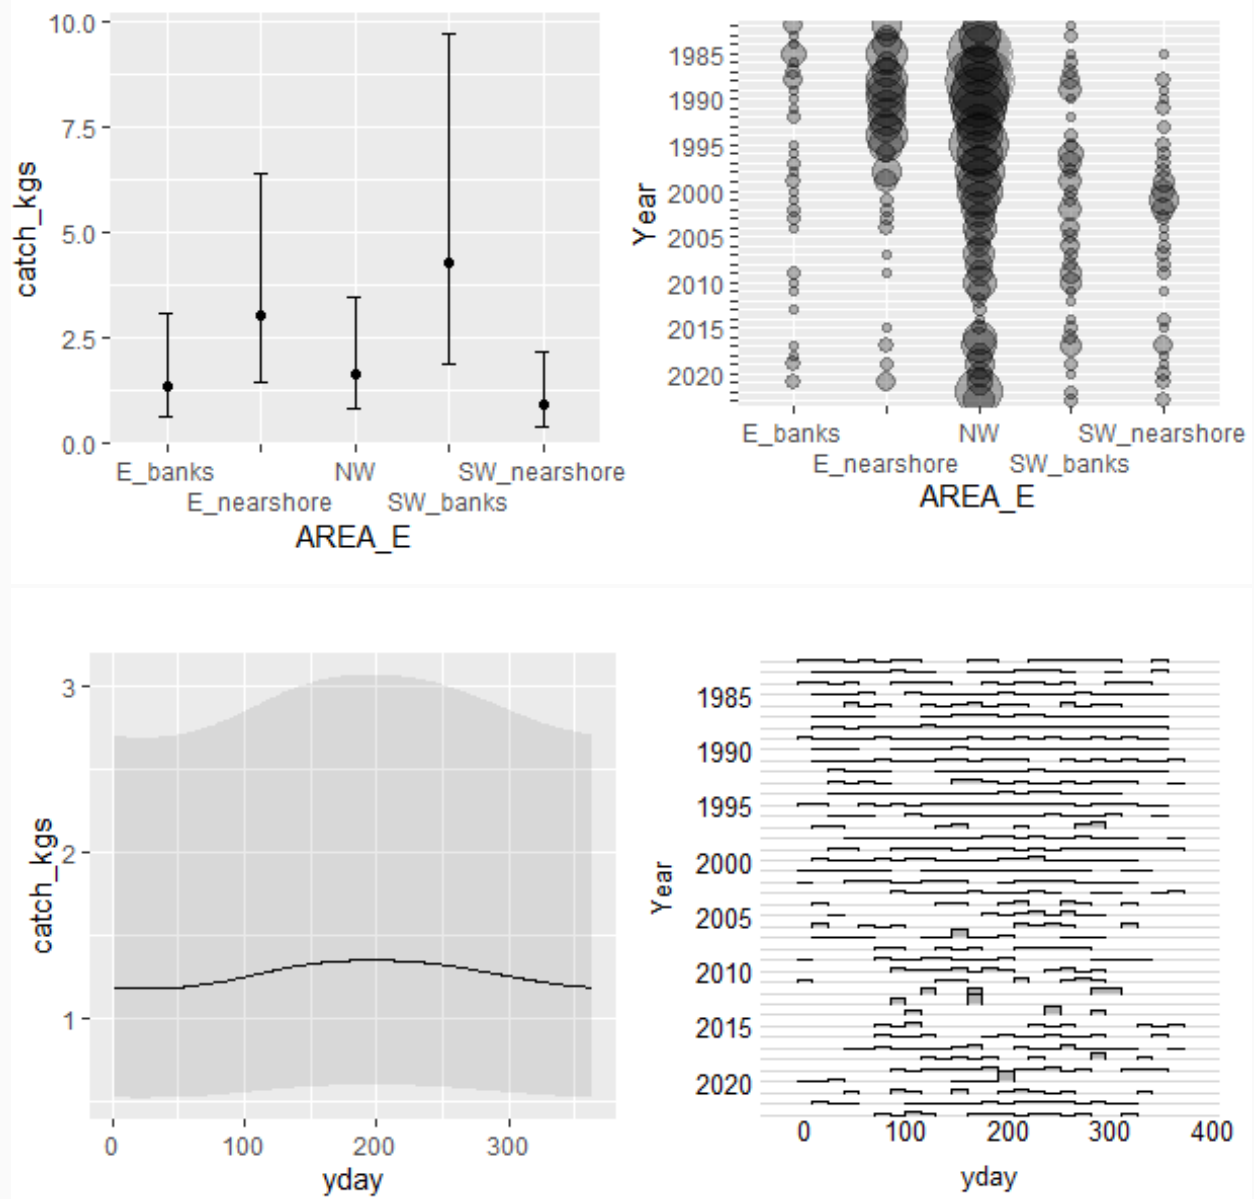 10.0
7.5
5.0
2.5
0.0
catch_kgs
E_banks NW SW_nearshore
E_nearshore SW_banks
AREA_E
1985
1990
1995
2000
2005
2010
2015
2020
Year
E_banks NW SW_nearshore
E_nearshore SW_banks
AREA_E
3
2
1
catch_kgs
0 100 200 300
yday
1985
1990
1995
2000
2005
2010
2015
2020
Year
0 100 200 300 400
yday